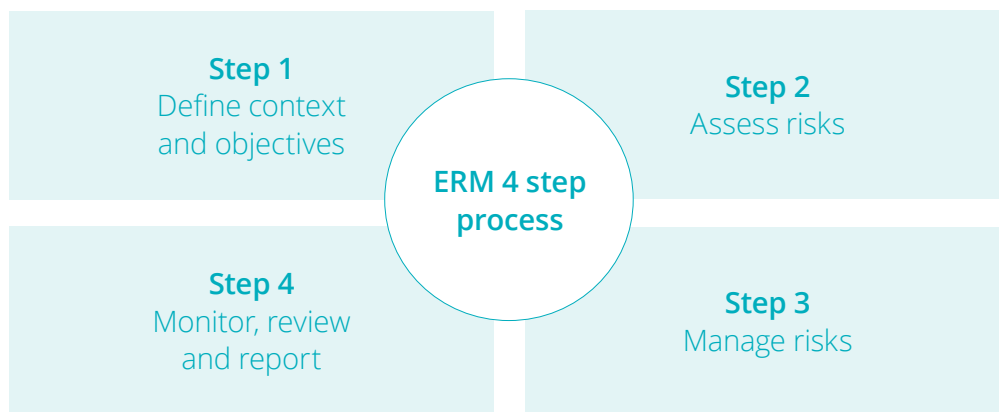 Step 1
Define context
and objectives
Step 2
Assess risks
ERM 4 step
process
Step 4
Monitor, review
and report
Step 3
Manage risks